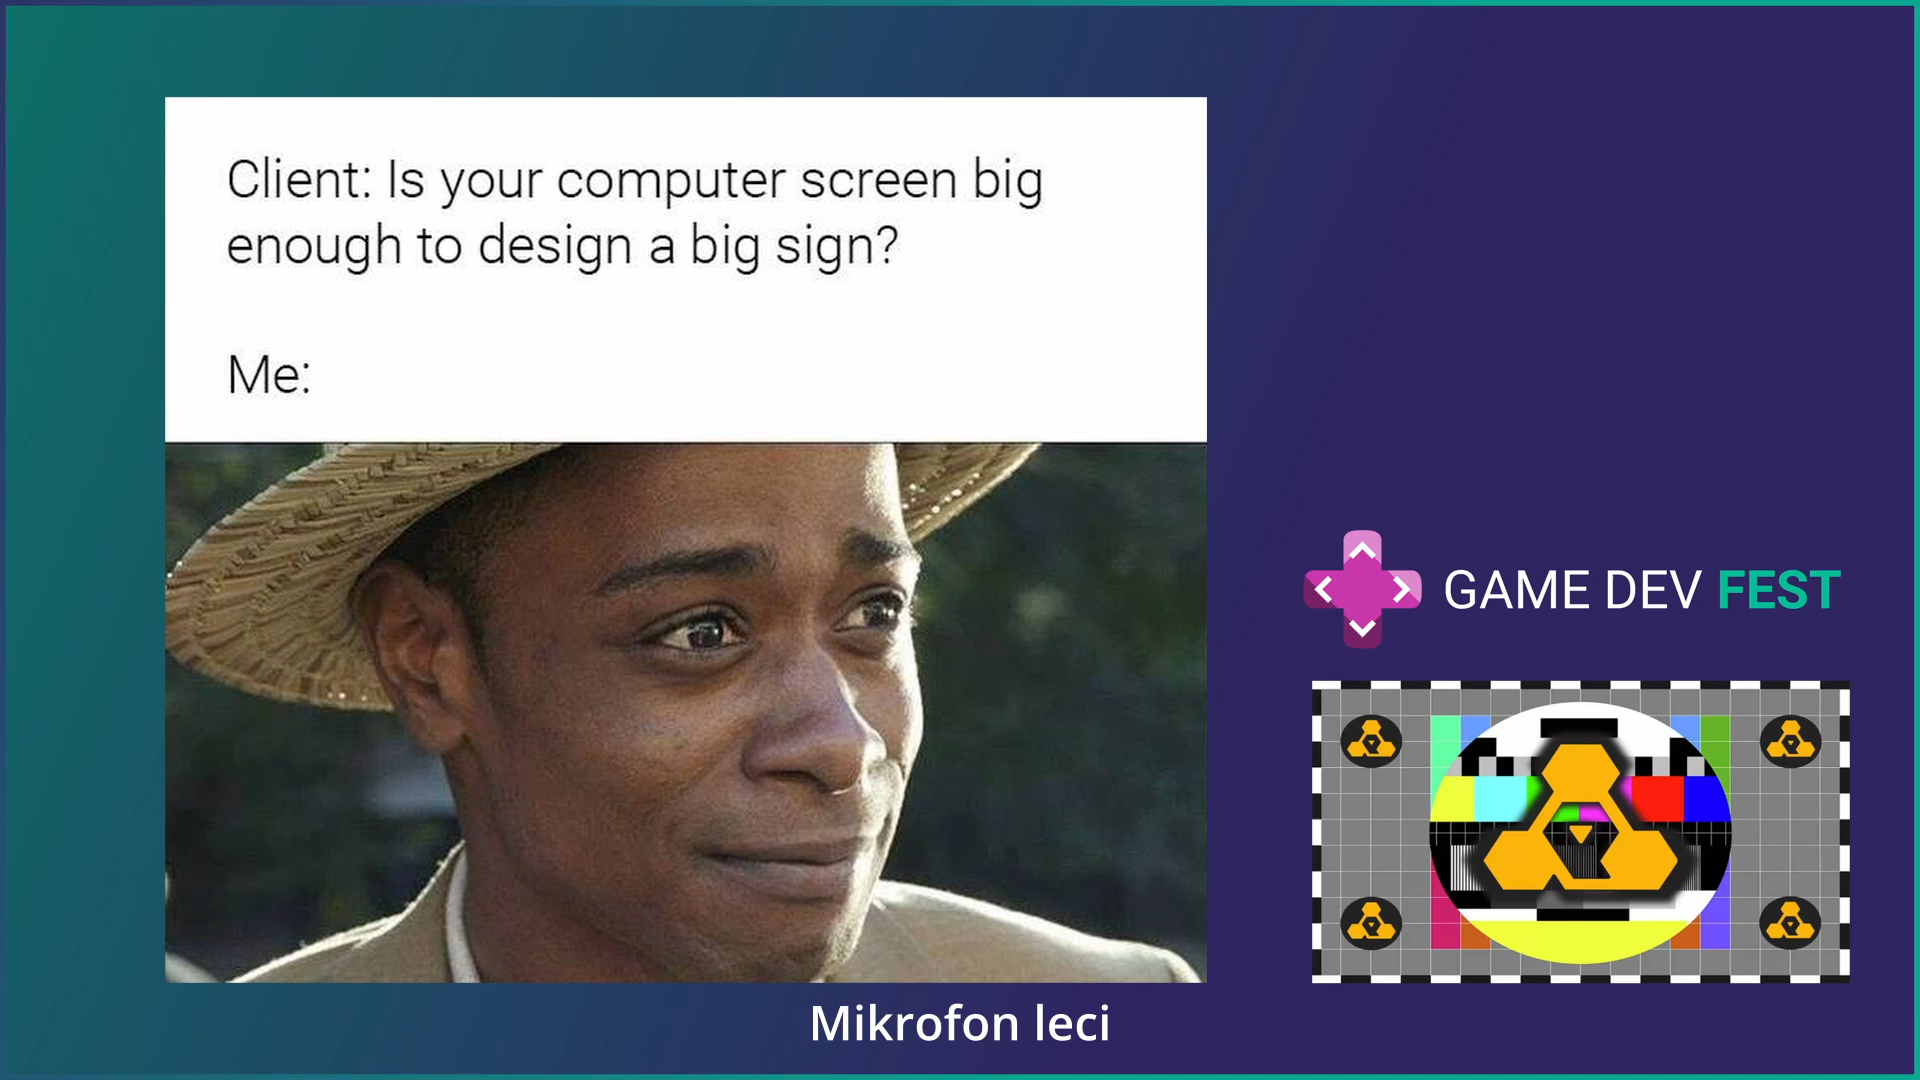 Client: Is your computer screen big
enough to design a big sign?
Me:
GAME DEV FEST
Mikrofon leci